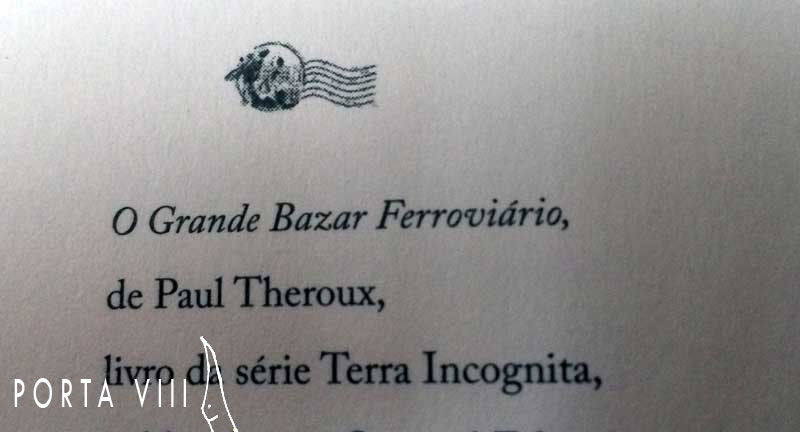 O Grande Bazar Ferroviário,
de Paul Theroux,
livro da série Terra Incognita,
PORTA VIII